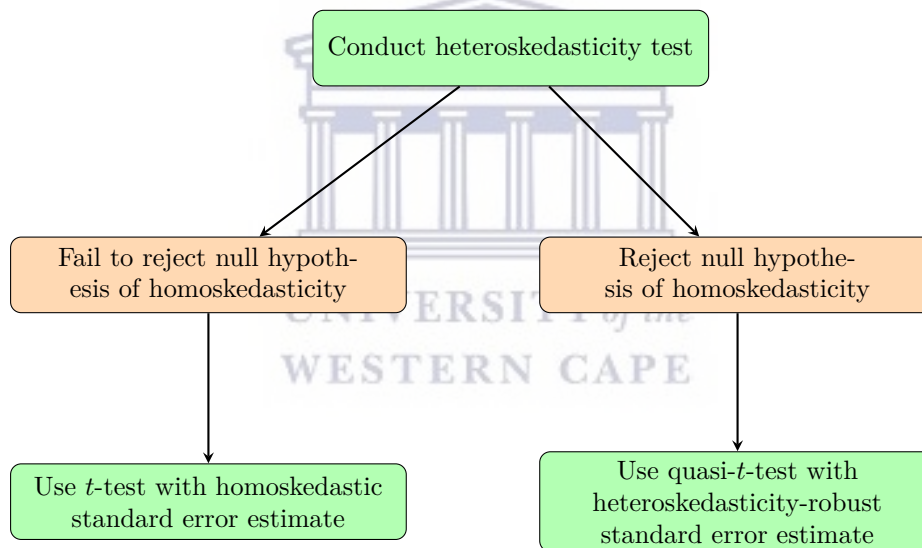 Conduct heteroskedasticity test
Fail to reject null hypoth-
esis of homoskedasticity
Reject null hypothe-
sis of homoskedasticity
UNIVERSITY of the
WESTERN CAPE
Use t-test with homoskedastic
standard error estimate
Use quasi-t-test with
heteroskedasticity-robust
standard error estimate